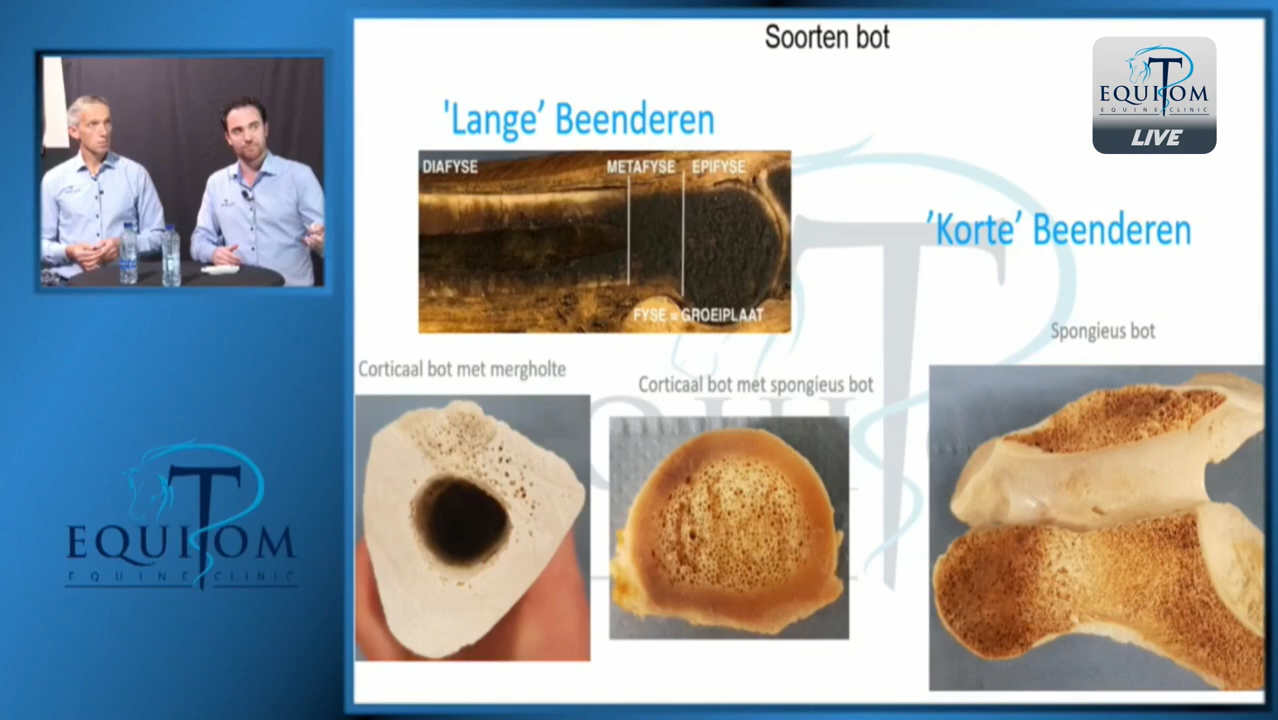 Soorten bot
EQUITOM
EQUINE CLINIC
LIVE
'Lange’ Beenderen
DIAFYSE
METAFYSE
EPIFYSE
FYSE = GROEIPLAAT
’Korte’ Beenderen
Spongieus bot
Corticaal bot met mergholte
Corticaal bot met spongieus bot
EQUITOM
EQUINE CLINIC